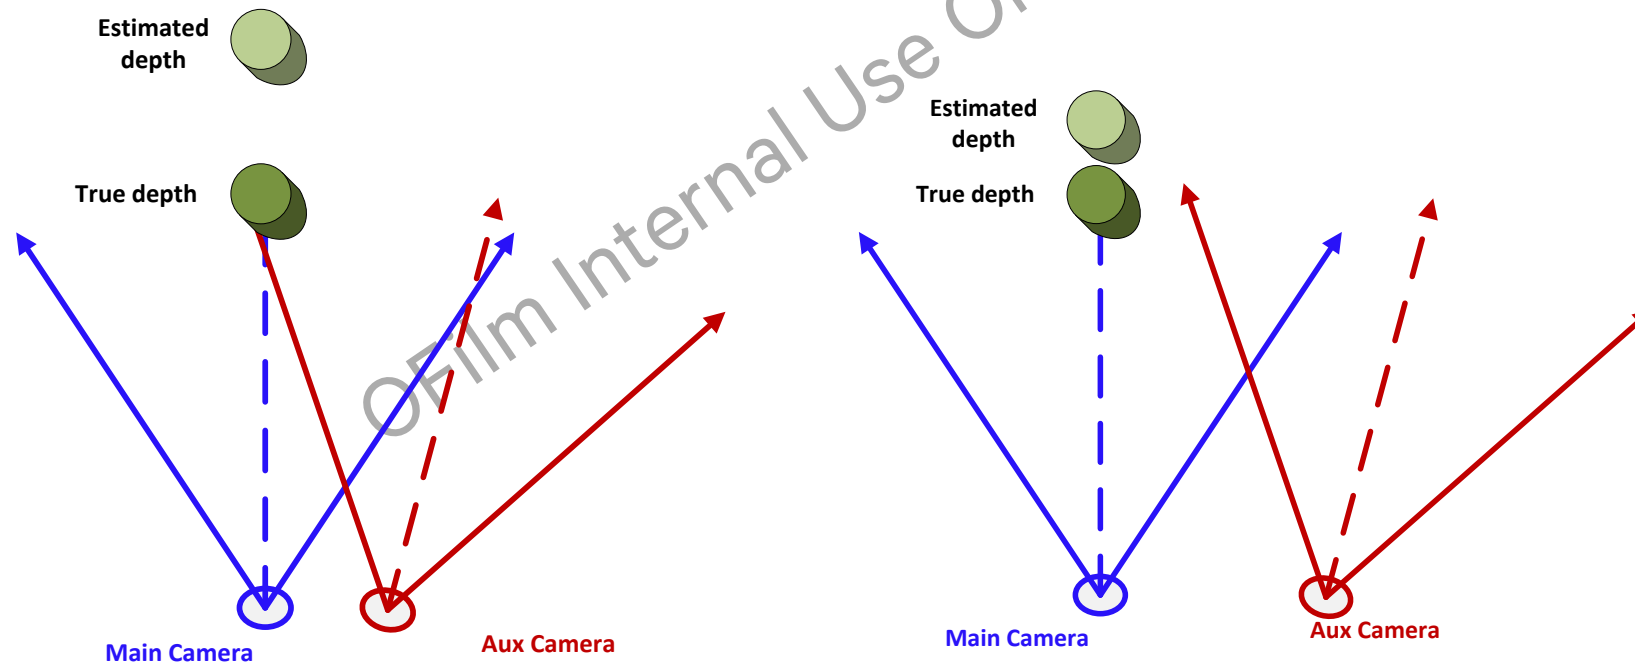 Estimated
depth
True depth
Main Camera
Aux Camera
OFilm Internal Use
Estimated
depth
True depth
Main Camera
Aux Camera